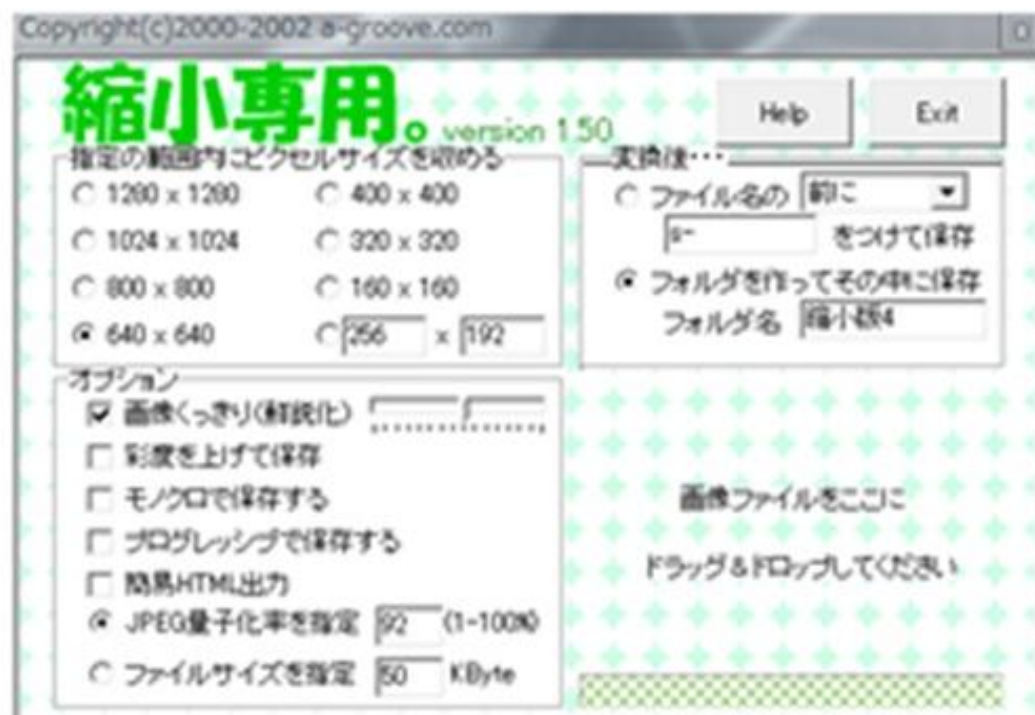 Copyright(c)2000-2002 a-groove.com
縮小専用。 version 1.50
Help
Exit
指定の範囲内にピクセルサイズを収める
1280 x 1280
400 x 400
1024 x 1024
320 x 320
800 x 800
160 x 160
640 x 640
256 x 192
変換後・・・
ファイル名の 前に
s- をつけて保存
フォルダを作ってその中に保存
フォルダ名 縮小版4
オプション
画像くっきり(鮮鋭化)
彩度を上げて保存
モノクロで保存する
プログレッシブで保存する
簡易HTML出力
JPEG量子化率を指定 92 (1-100%)
ファイルサイズを指定 50 KByte
画像ファイルをここに
ドラッグ&ドロップしてください